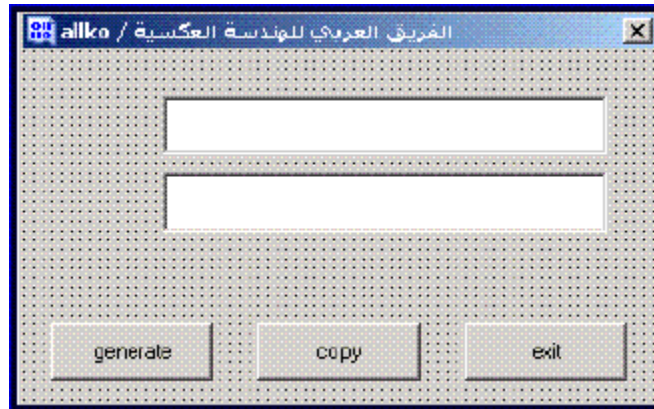 allko / الفريق العربي للهندسة العكسية
generate
copy
exit